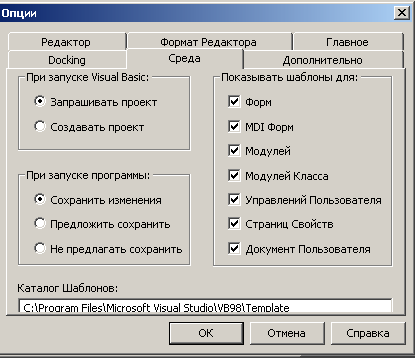 Опции
Редактор
Формат Редактора
Главное
Docking
Среда
Дополнительно
При запуске Visual Basic:
Запрашивать проект
Создавать проект
При запуске программы:
Сохранить изменения
Предложить сохранить
Не предлагать сохранить
Показывать шаблоны для:
Форм
MDI Форм
Модулей
Модулей Класса
Управлений Пользователя
Страниц Свойств
Документ Пользователя
Каталог Шаблонов:
C:\Program Files\Microsoft Visual Studio\VB98\Template
OK
Отмена
Справка